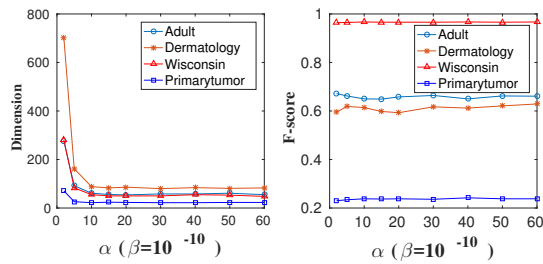 800
600
400
200
0
Dimension
Adult
Dermatology
Wisconsin
Primarytumor
0 10 20 30 40 50 60
α (β=10 -10)
1
0.8
0.6
0.4
0.2
F-score
Adult
Dermatology
Wisconsin
Primarytumor
0 10 20 30 40 50 60
α (β=10 -10)